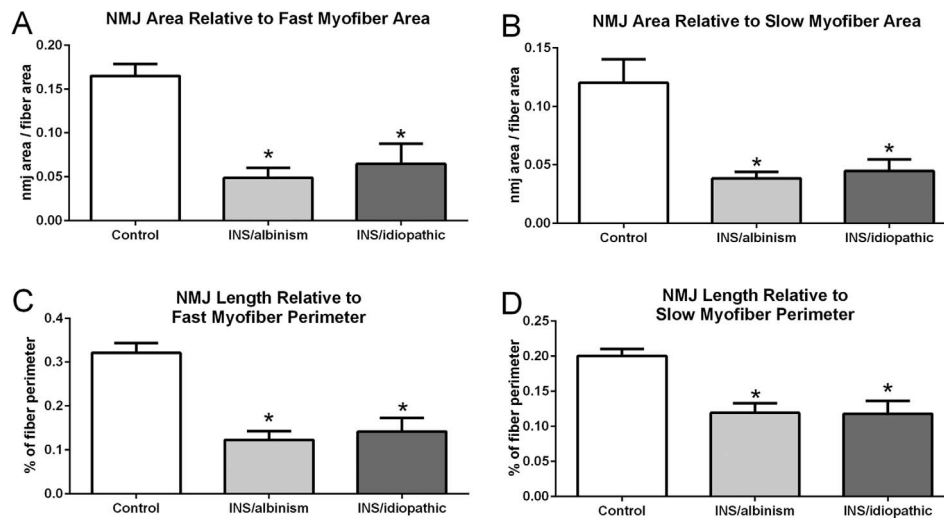 A
NMJ Area Relative to Fast Myofiber Area
nmj area / fiber area
0.20
0.15
0.10
0.05
0.00
*
*
Control
INS/albinism
INS/idiopathic
B
NMJ Area Relative to Slow Myofiber Area
nmj area / fiber area
0.15
0.10
0.05
0.00
*
*
Control
INS/albinism
INS/idiopathic
C
NMJ Length Relative to
Fast Myofiber Perimeter
% of fiber perimeter
0.4
0.3
0.2
0.1
0.0
*
*
Control
INS/albinism
INS/idiopathic
D
NMJ Length Relative to
Slow Myofiber Perimeter
% of fiber perimeter
0.25
0.20
0.15
0.10
0.05
0.00
*
*
Control
INS/albinism
INS/idiopathic